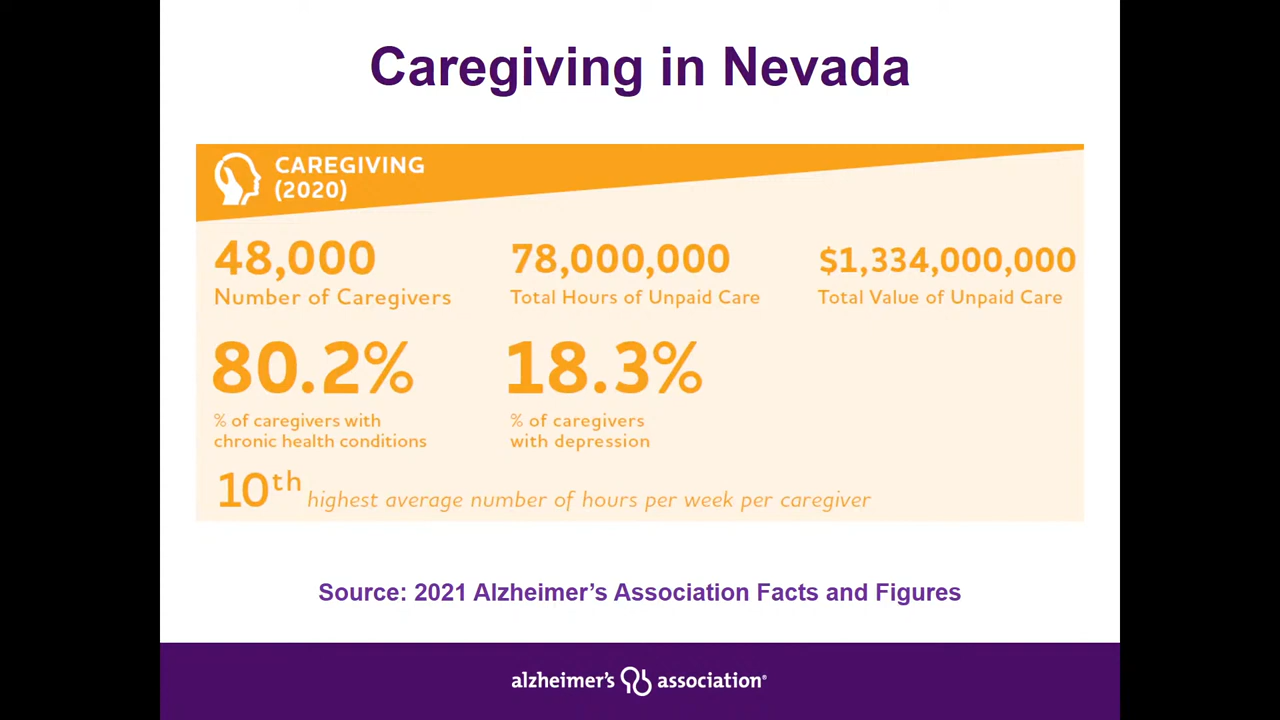 Caregiving in Nevada
CAREGIVING
(2020)
48,000
Number of Caregivers
78,000,000
Total Hours of Unpaid Care
$1,334,000,000
Total Value of Unpaid Care
80.2%
% of caregivers with
chronic health conditions
18.3%
% of caregivers
with depression
10th highest average number of hours per week per caregiver
Source: 2021 Alzheimer’s Association Facts and Figures
alzheimer’s association®